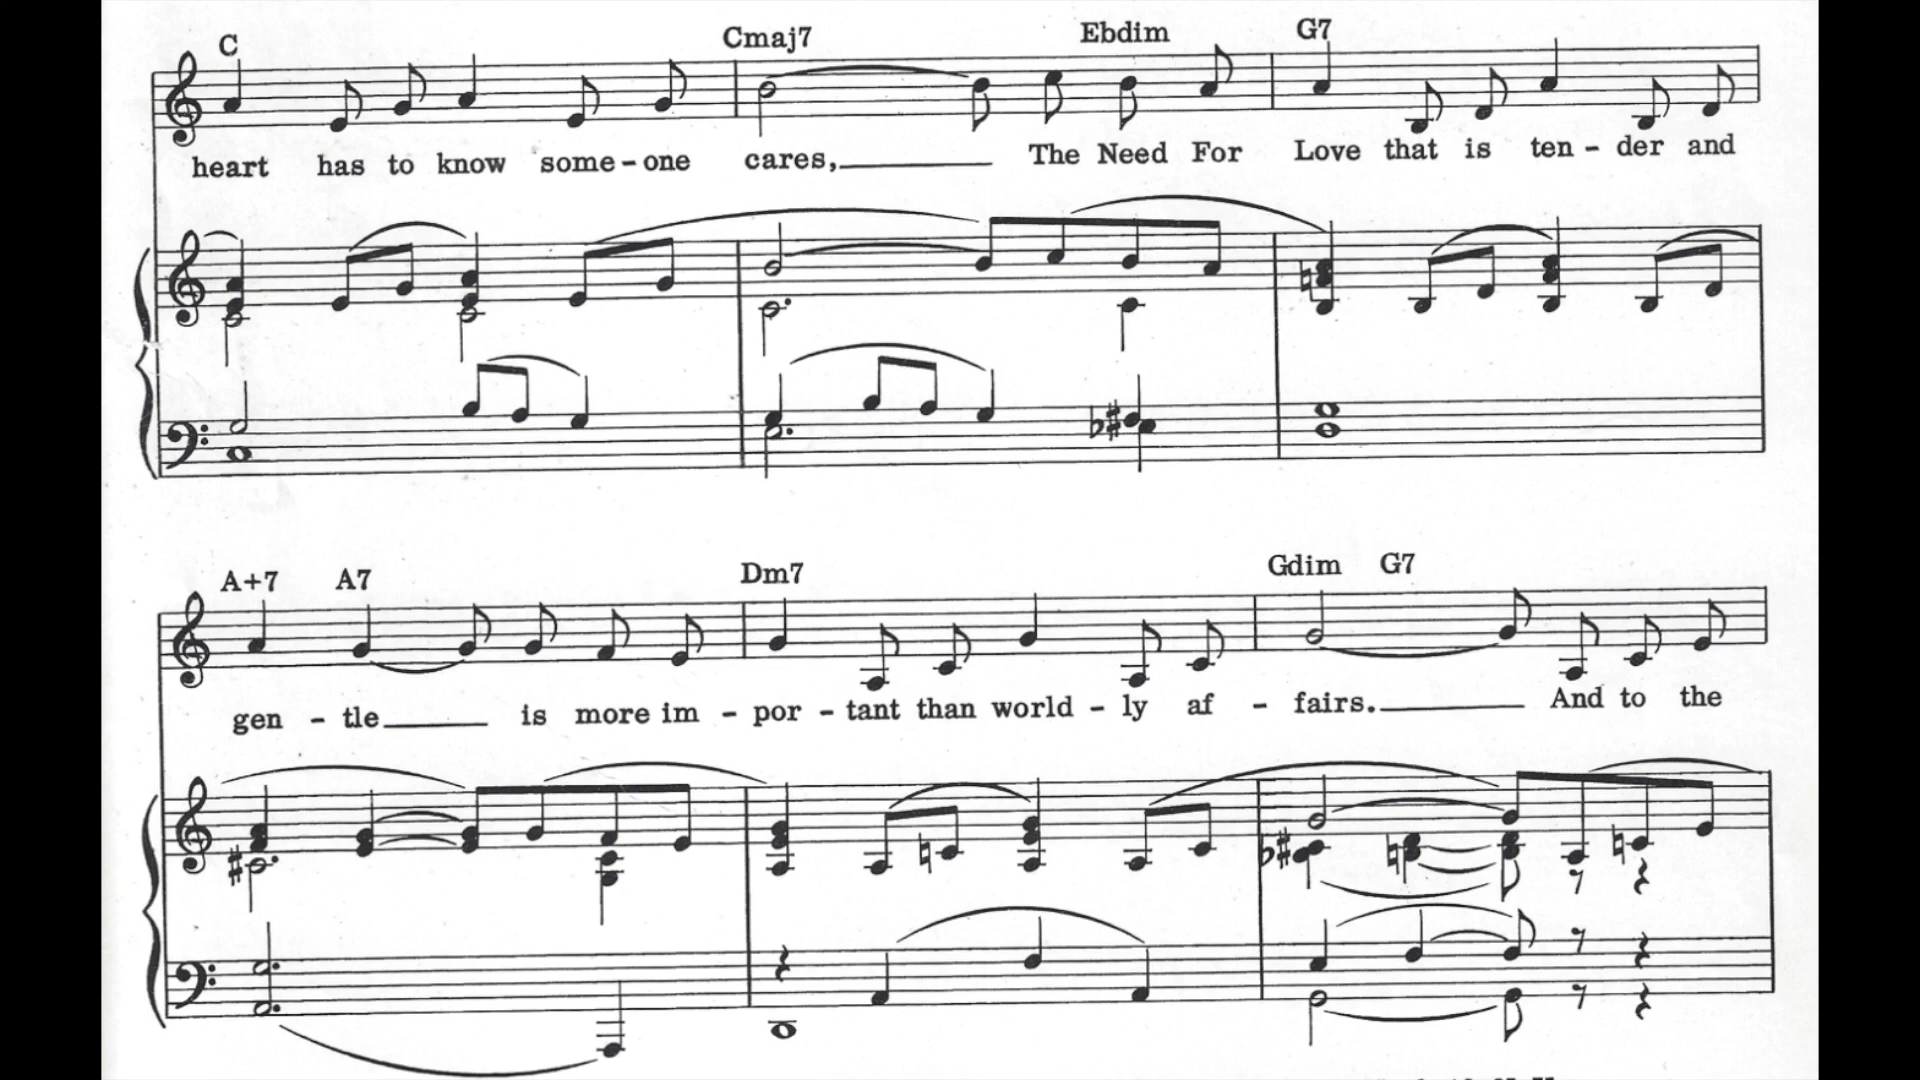 C Cmaj7 Ebdim G7
heart has to know some-one cares, The Need For Love that is ten-der and
A+7 A7 Dm7 Gdim G7
gen-tle is more im-por-tant than world-ly af-fairs. And to the